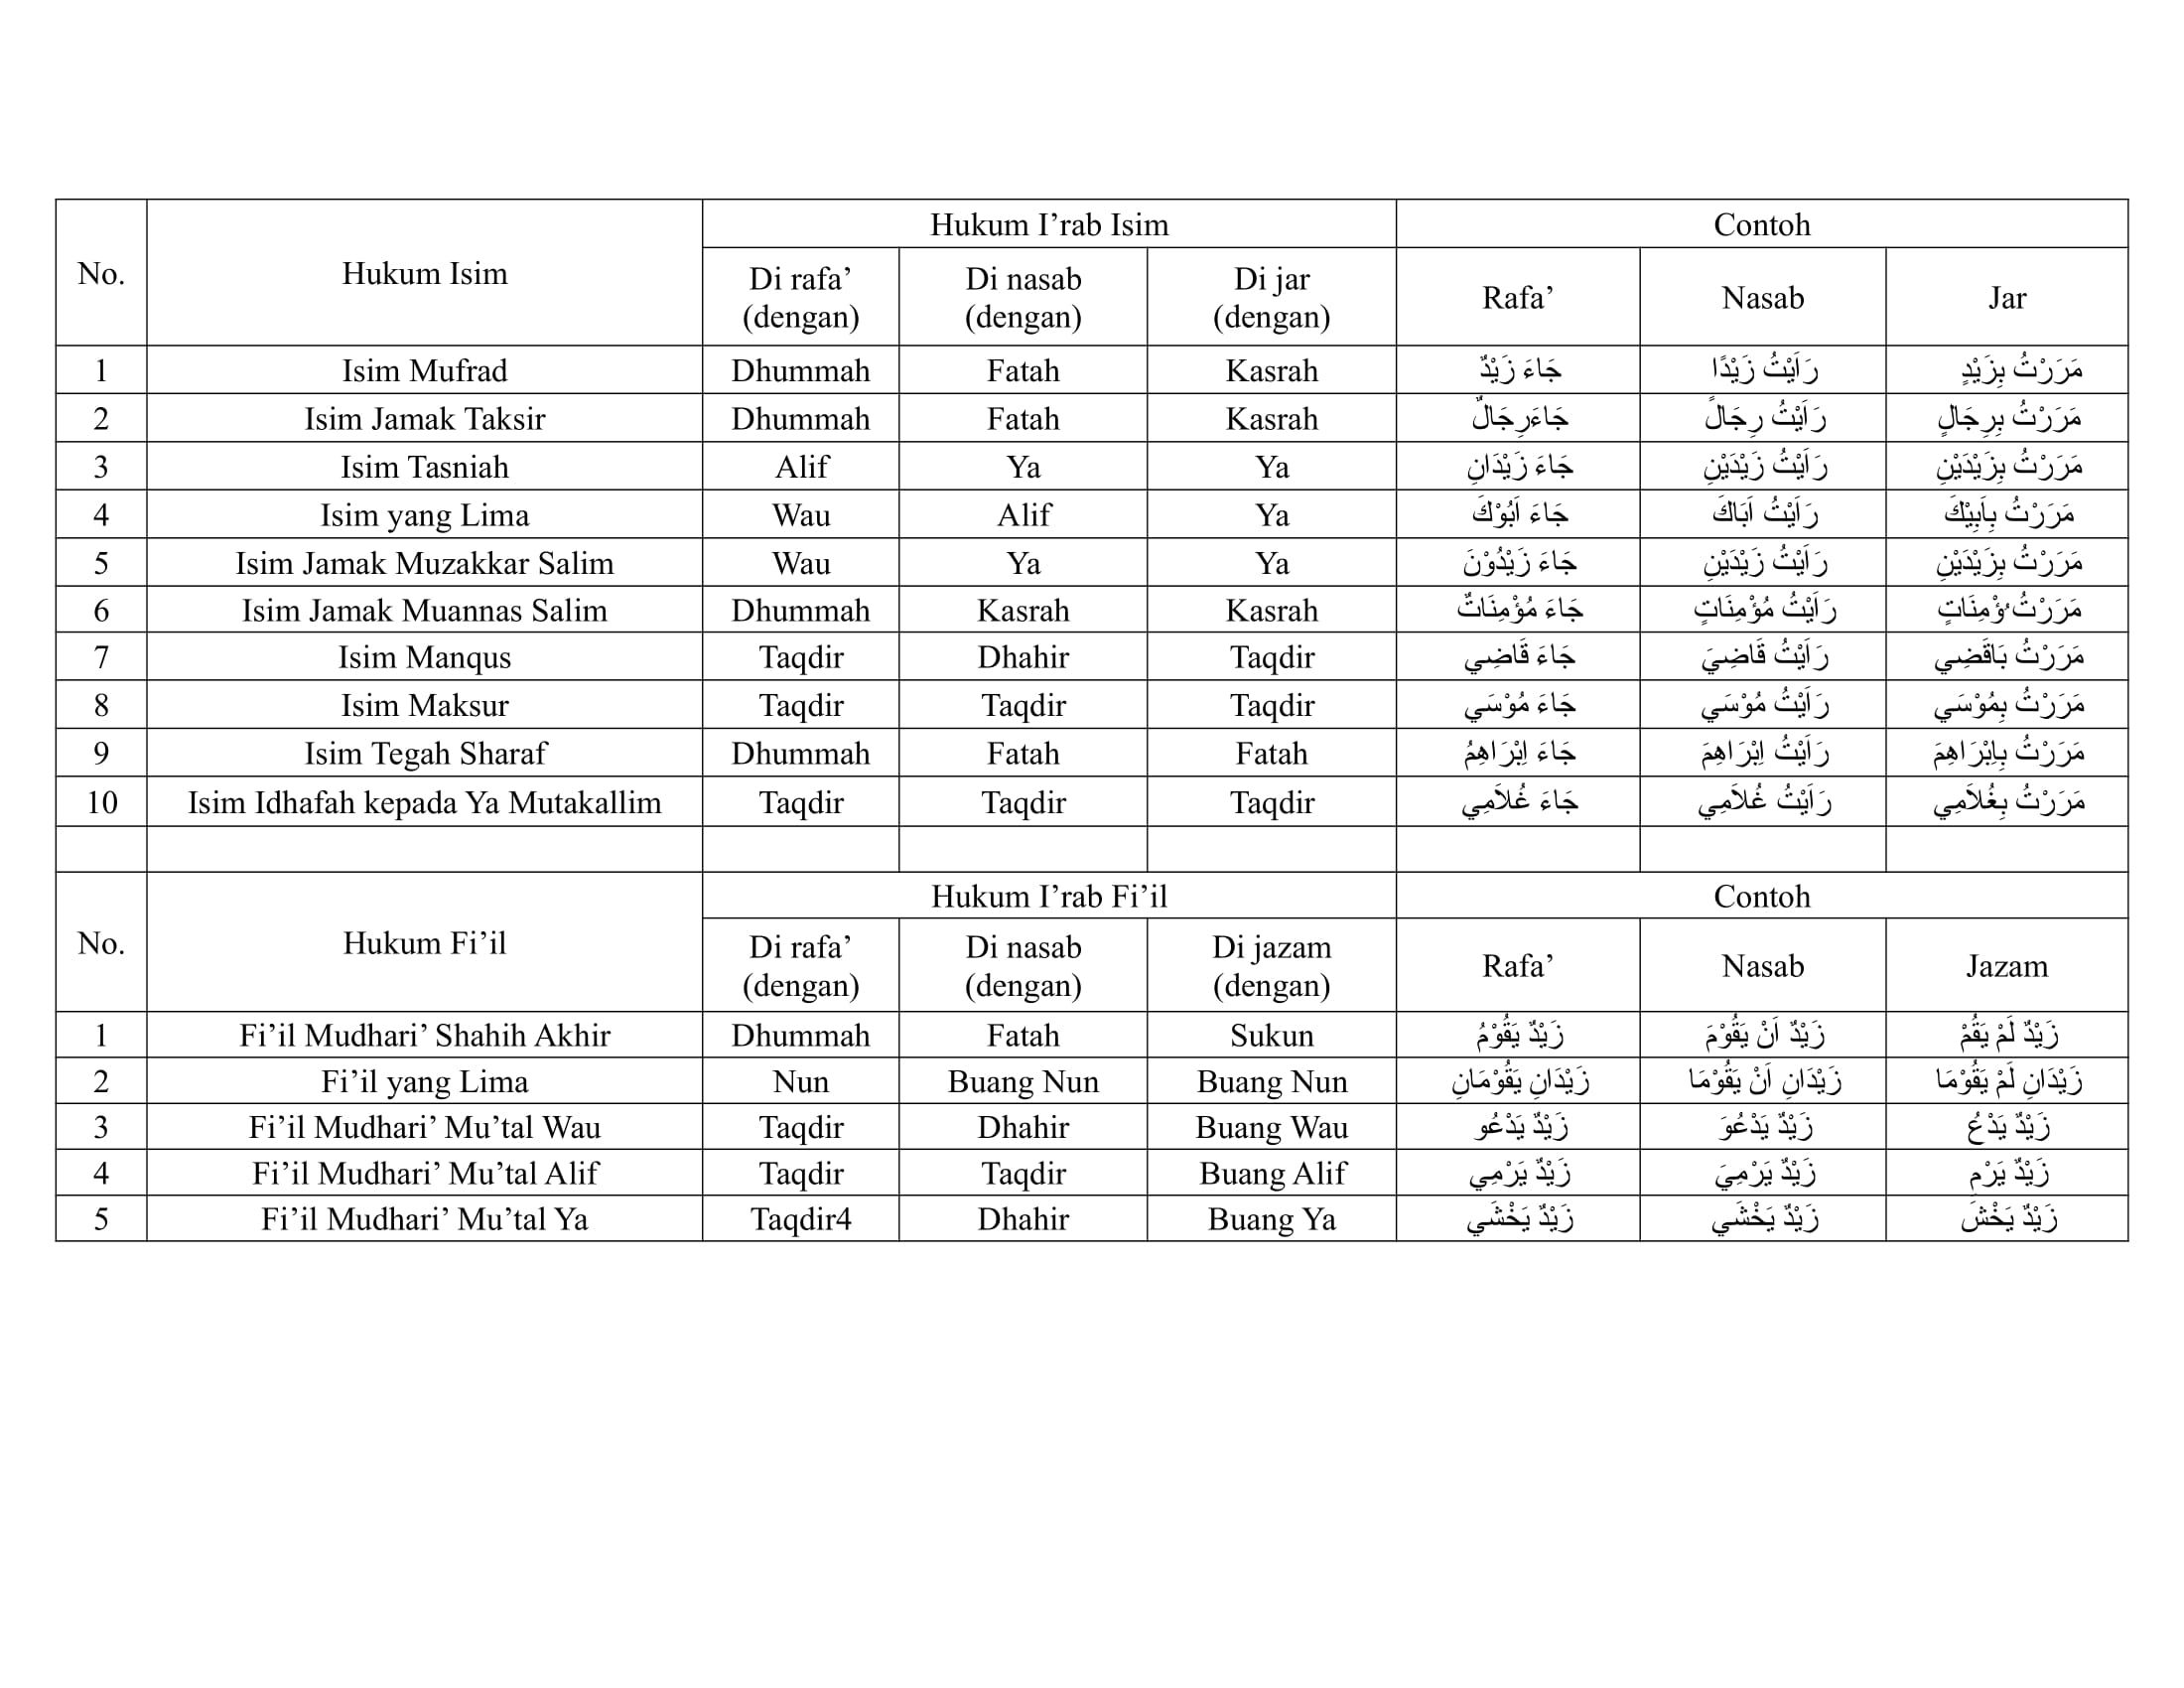 No. Hukum Isim Hukum I’rab Isim Contoh
Di rafa’ (dengan) Di nasab (dengan) Di jar (dengan) Rafa’ Nasab Jar
1 Isim Mufrad Dhummah Fatah Kasrah جَاءَ زَيْدٌ رَاَيْتُ زَيْدًا مَرَرْتُ بِزَيْدٍ
2 Isim Jamak Taksir Dhummah Fatah Kasrah جَاءَرِجَالٌ رَاَيْتُ رِجَالً مَرَرْتُ بِرِجَالٍ
3 Isim Tasniah Alif Ya Ya جَاءَ زَيْدَانِ رَاَيْتُ زَيْدَيْنِ مَرَرْتُ بِزَيْدَيْنِ
4 Isim yang Lima Wau Alif Ya جَاءَ اَبُوْكَ رَاَيْتُ اَبَاكَ مَرَرْتُ بِاَبِيْكَ
5 Isim Jamak Muzakkar Salim Wau Ya Ya جَاءَ زَيْدُوْنَ رَاَيْتُ زَيْدَيْنِ مَرَرْتُ بِزَيْدَيْنِ
6 Isim Jamak Muannas Salim Dhummah Kasrah Kasrah جَاءَ مُؤْمِنَاتٌ رَاَيْتُ مُؤْمِنَاتٍ مَرَرْتُ ُؤْمِنَاتٍ
7 Isim Manqus Taqdir Dhahir Taqdir جَاءَ قَاضِي رَاَيْتُ قَاضِيَ مَرَرْتُ بَاقَضِي
8 Isim Maksur Taqdir Taqdir Taqdir جَاءَ مُوْسَي رَاَيْتُ مُوْسَي مَرَرْتُ بِمُوْسَي
9 Isim Tegah Sharaf Dhummah Fatah Fatah جَاءَ اِبْرَاهِمُ رَاَيْتُ اِبْرَاهِمَ مَرَرْتُ بِاِبْرَاهِمَ
10 Isim Idhafah kepada Ya Mutakallim Taqdir Taqdir Taqdir جَاءَ غُلَامِي رَاَيْتُ غُلَامِي مَرَرْتُ بِغُلَامِي
No. Hukum Fi’il Hukum I’rab Fi’il Contoh
Di rafa’ (dengan) Di nasab (dengan) Di jazam (dengan) Rafa’ Nasab Jazam
1 Fi’il Mudhari’ Shahih Akhir Dhummah Fatah Sukun زَيْدٌ يَقُوْمُ زَيْدٌ اَنْ يَقُوْمَ زَيْدٌ لَمْ يَقُمْ
2 Fi’il yang Lima Nun Buang Nun Buang Nun زَيْدَانِ يَقُوْمَانِ زَيْدَانِ اَنْ يَقُوْمَا زَيْدَانِ لَمْ يَقُوْمَا
3 Fi’il Mudhari’ Mu’tal Wau Taqdir Dhahir Buang Wau زَيْدٌ يَدْعُو زَيْدٌ يَدْعُوَ زَيْدٌ يَدْعُ
4 Fi’il Mudhari’ Mu’tal Alif Taqdir Taqdir Buang Alif زَيْدٌ يَرْمِي زَيْدٌ يَرْمِيَ زَيْدٌ يَرْمِ
5 Fi’il Mudhari’ Mu’tal Ya Taqdir4 Dhahir Buang Ya زَيْدٌ يَخْشَي زَيْدٌ يَخْشَي زَيْدٌ يَخْشَ